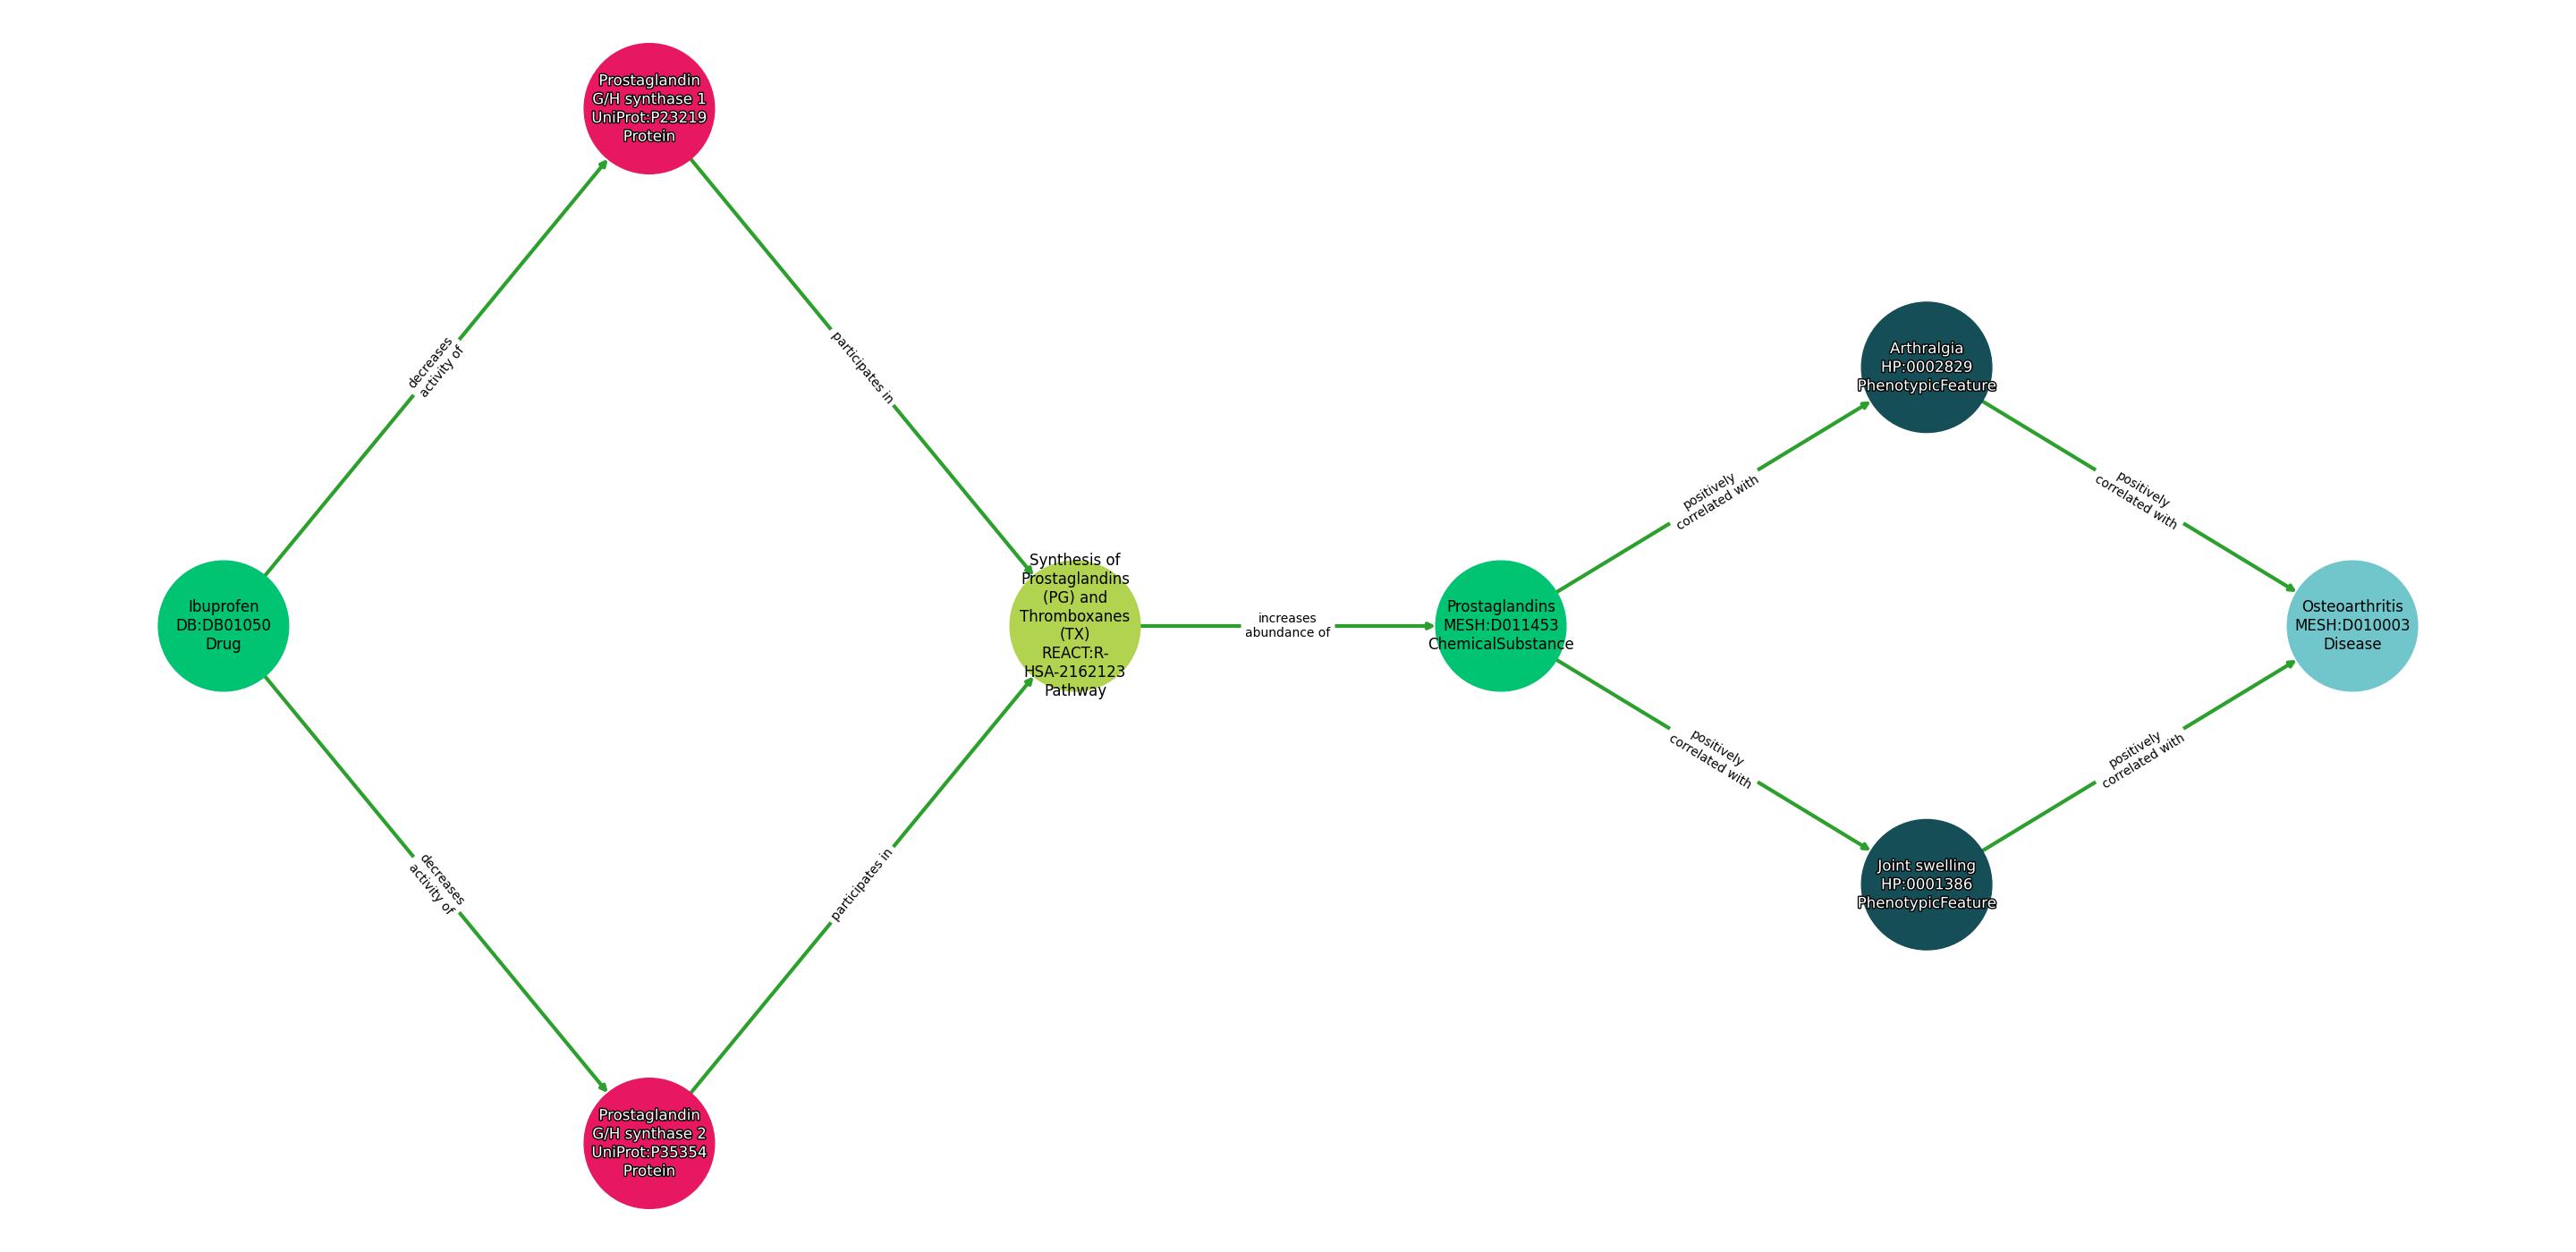 Prostaglandin
G/H synthase 1
UniProt:P23219
Protein
decreases
activity of
participates in
Ibuprofen
DB:DB01050
Drug
Synthesis of
Prostaglandins
(PG) and
Thromboxanes
(TX)
REACT:R-
HSA-2162123
Pathway
increases
abundance of
Prostaglandins
MESH:D011453
ChemicalSubstance
positively
correlated with
Arthralgia
HP:0002829
PhenotypicFeature
positively
correlated with
Osteoarthritis
MESH:D010003
Disease
positively
correlated with
Joint swelling
HP:0001386
PhenotypicFeature
positively
correlated with
decreases
activity of
participates in
Prostaglandin
G/H synthase 2
UniProt:P35354
Protein